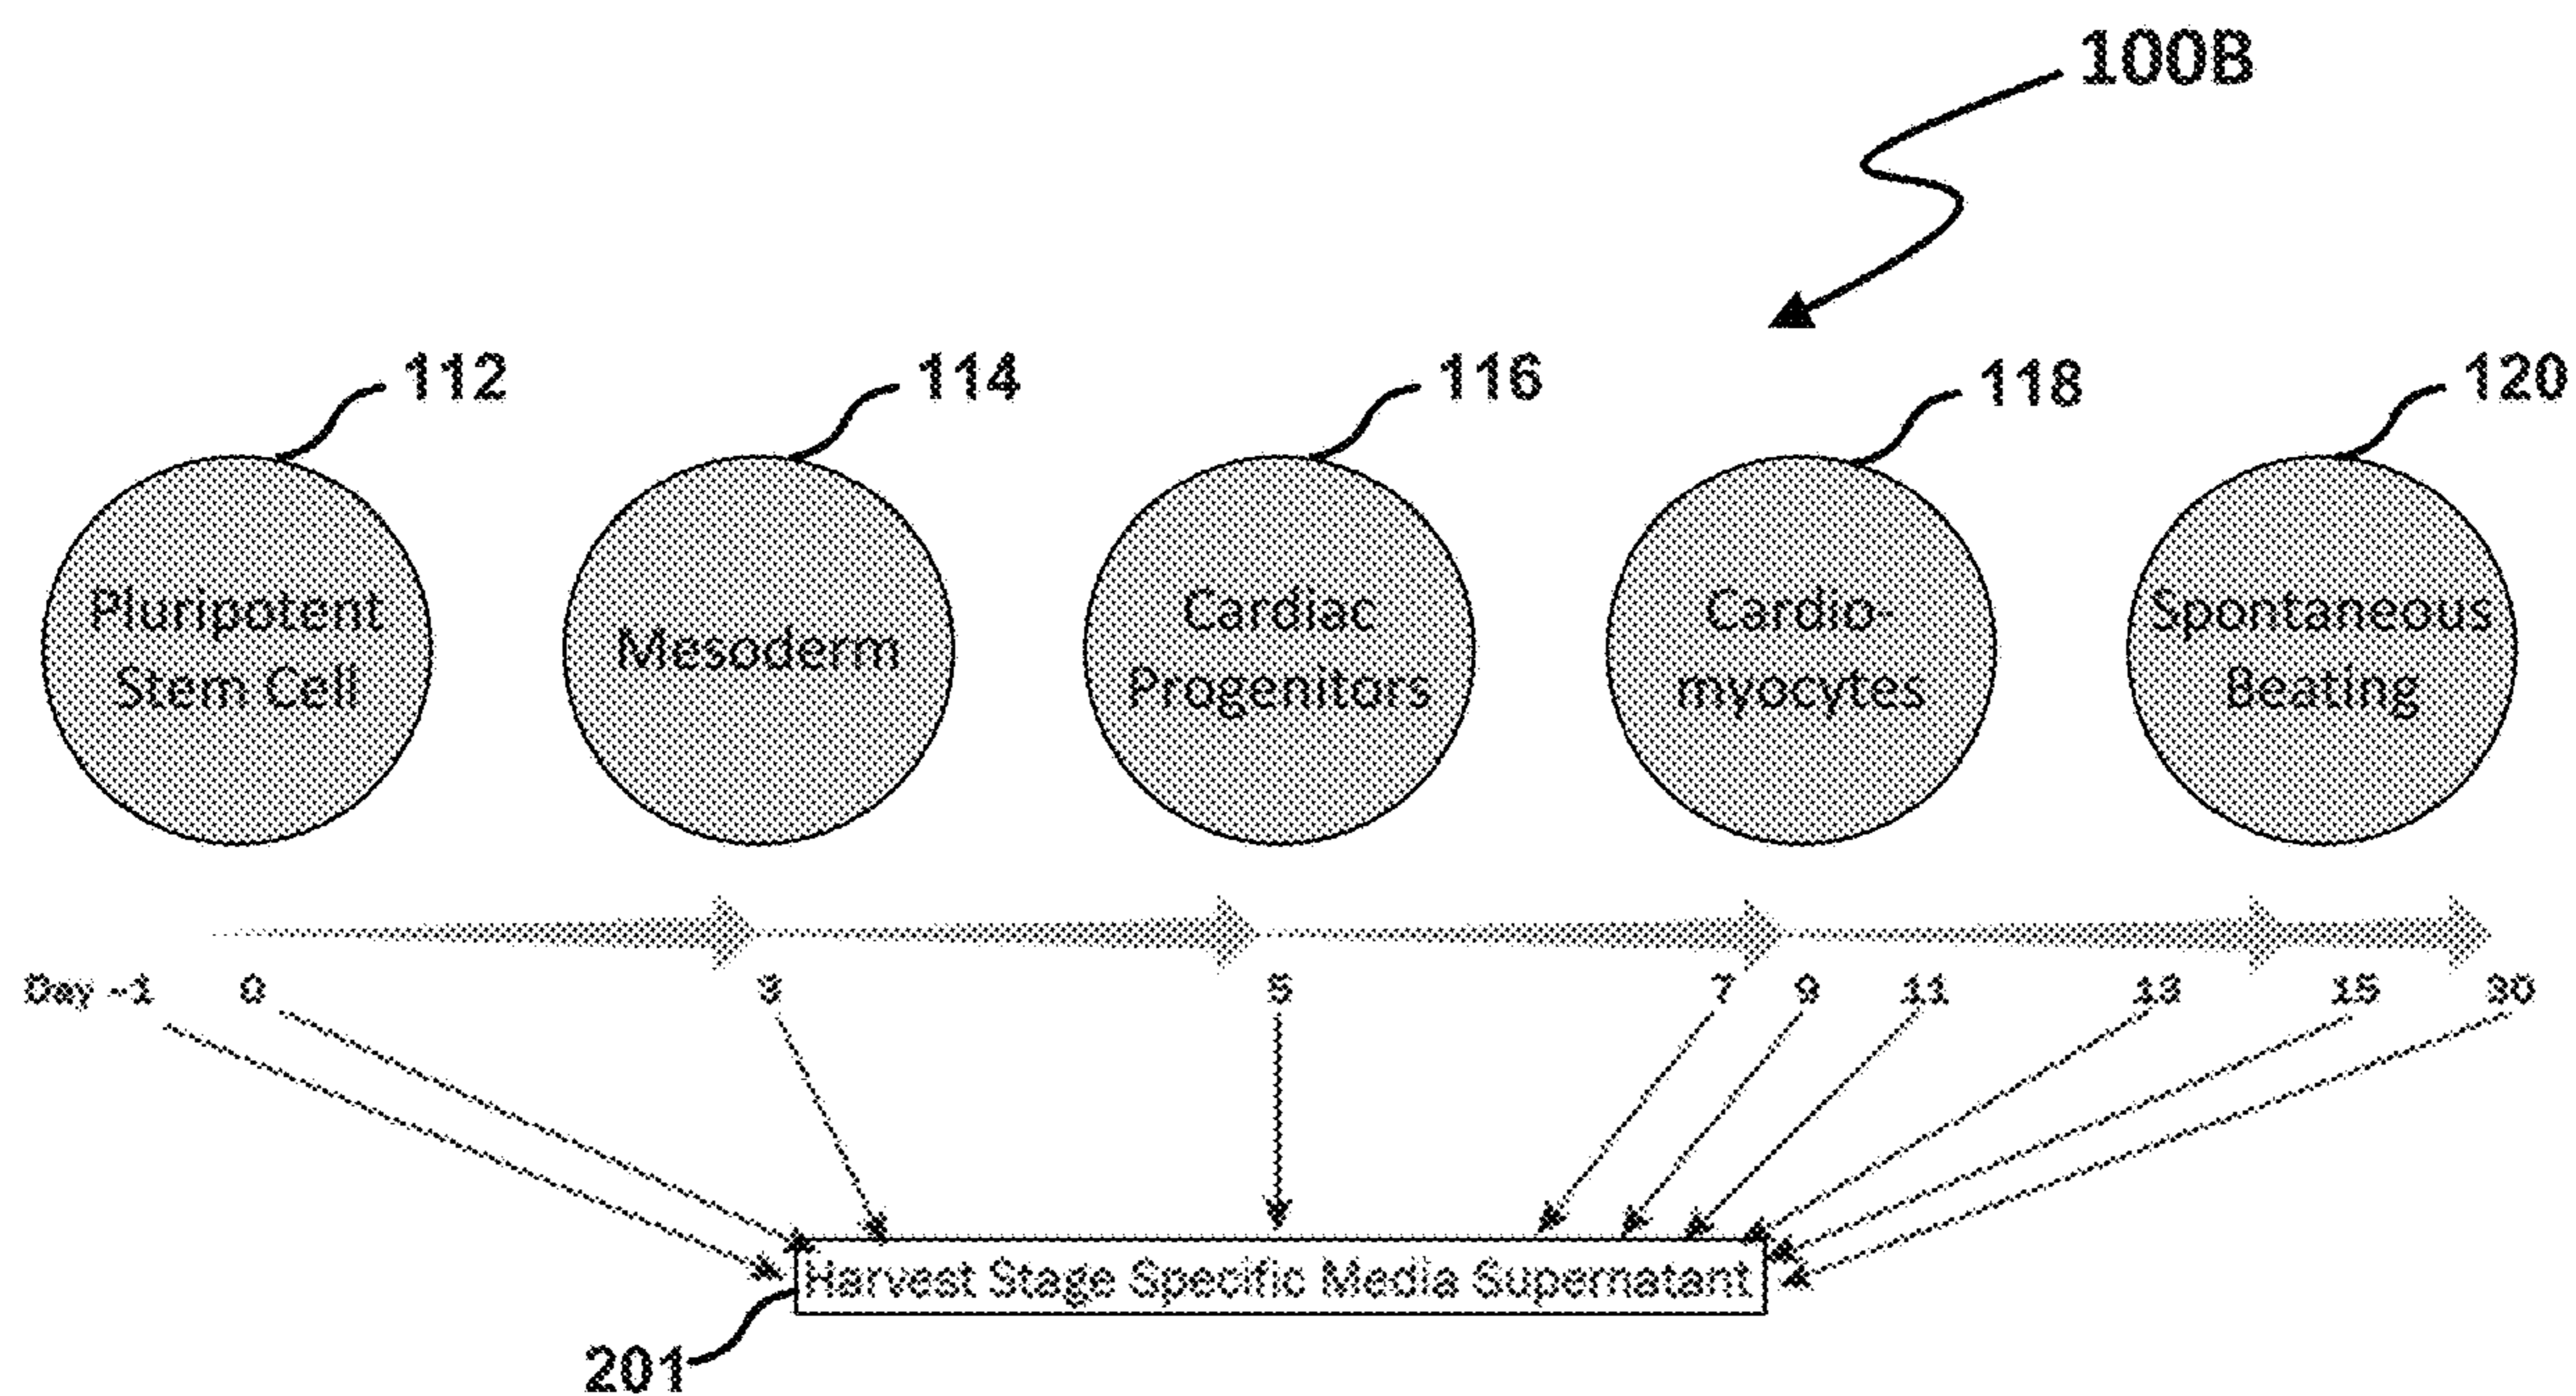 100B
112
114
116
118
120
Pluripotent
Stem Cell
Mesoderm
Cardiac
Progenitors
Cardio-
myocytes
Spontaneous
Beating
Day -1 0 3 5 7 9 11 13 15 30
Harvest Stage Specific Media Supernatant
201